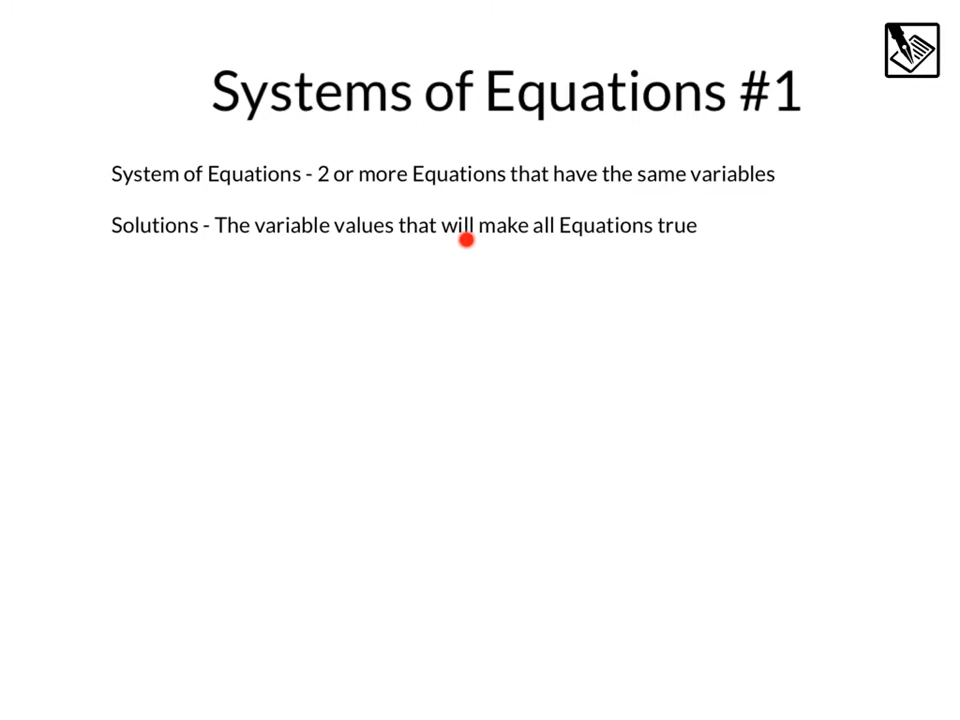 Systems of Equations #1
System of Equations - 2 or more Equations that have the same variables
Solutions - The variable values that will make all Equations true